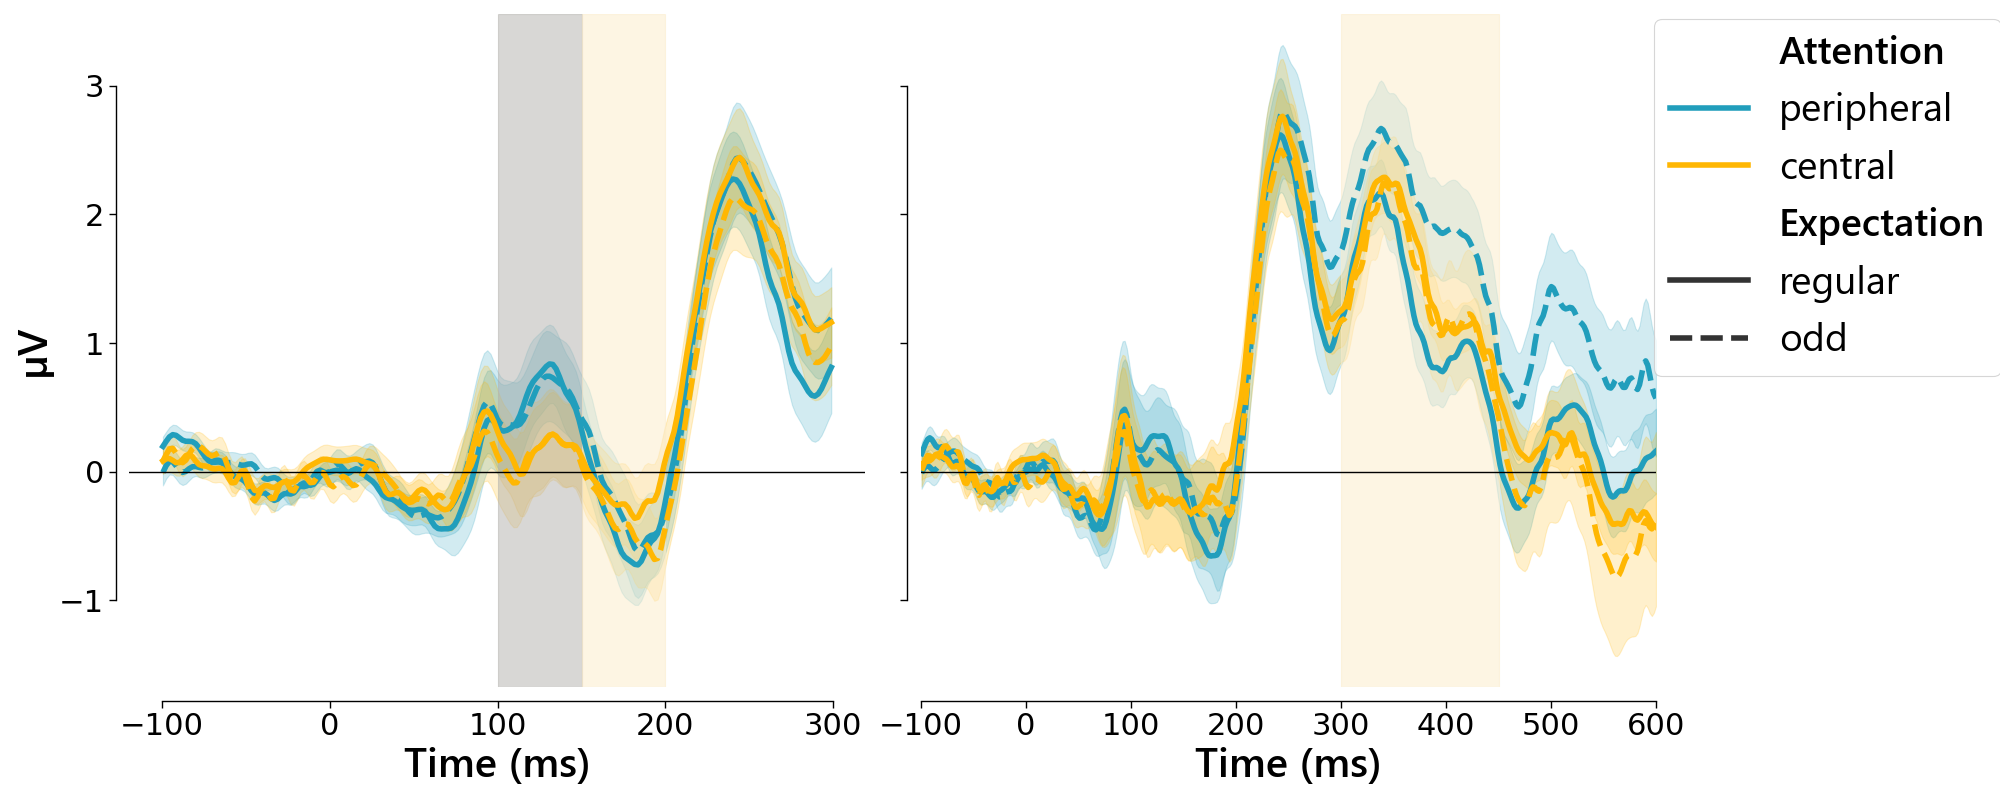 μV
3
2
1
0
−1
−100 0 100 200 300
Time (ms)
−100 0 100 200 300 400 500 600
Time (ms)
Attention
peripheral
central
Expectation
regular
odd